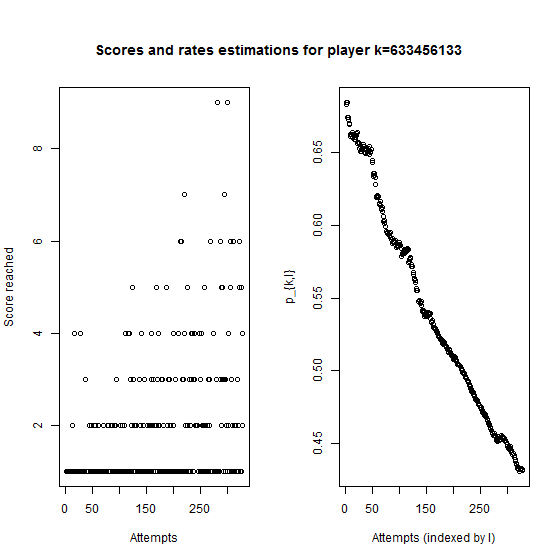 Scores and rates estimations for player k=633456133
Score reached
8
6
4
2
0 50 150 250
Attempts
p_{k,l}
0.65
0.60
0.55
0.50
0.45
0 50 150 250
Attempts (indexed by l)